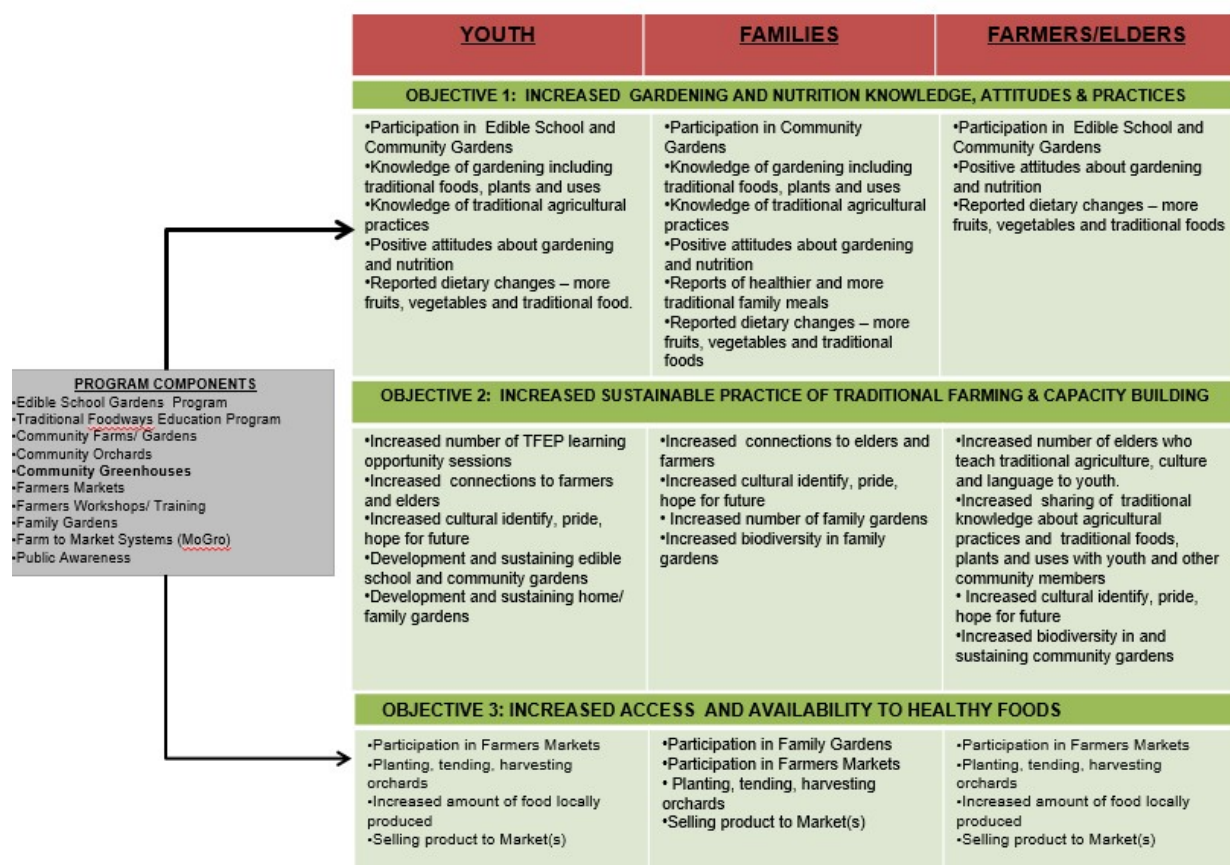 YOUTH
FAMILIES
FARMERS/ELDERS
OBJECTIVE 1: INCREASED GARDENING AND NUTRITION KNOWLEDGE, ATTITUDES & PRACTICES
•Participation in Edible School and
Community Gardens
•Knowledge of gardening including
traditional foods, plants and uses
•Knowledge of traditional agricultural
practices
•Positive attitudes about gardening
and nutrition
•Reported dietary changes – more
fruits, vegetables and traditional food.
•Participation in Community
Gardens
•Knowledge of gardening including
traditional foods, plants and uses
•Knowledge of traditional agricultural
practices
•Positive attitudes about gardening
and nutrition
•Reports of healthier and more
traditional family meals
•Reported dietary changes – more
fruits, vegetables and traditional
foods
•Participation in Edible School and
Community Gardens
•Positive attitudes about gardening
and nutrition
•Reported dietary changes – more
fruits, vegetables and traditional foods
PROGRAM COMPONENTS
•Edible School Gardens Program
•Traditional Foodways Education Program
•Community Farms/ Gardens
•Community Orchards
•Community Greenhouses
•Farmers Markets
•Farmers Workshops/ Training
•Family Gardens
•Farm to Market Systems (MoGro)
•Public Awareness
OBJECTIVE 2: INCREASED SUSTAINABLE PRACTICE OF TRADITIONAL FARMING & CAPACITY BUILDING
•Increased number of TFEP learning
opportunity sessions
•Increased connections to farmers
and elders
•Increased cultural identify, pride,
hope for future
•Development and sustaining edible
school and community gardens
•Development and sustaining home/
family gardens
•Increased connections to elders and
farmers
•Increased cultural identify, pride,
hope for future
• Increased number of family gardens
•Increased biodiversity in family
gardens
•Increased number of elders who
teach traditional agriculture, culture
and language to youth.
•Increased sharing of traditional
knowledge about agricultural
practices and traditional foods,
plants and uses with youth and other
community members
• Increased cultural identify, pride,
hope for future
•Increased biodiversity in and
sustaining community gardens
OBJECTIVE 3: INCREASED ACCESS AND AVAILABILITY TO HEALTHY FOODS
•Participation in Farmers Markets
•Planting, tending, harvesting
orchards
•Increased amount of food locally
produced
•Selling product to Market(s)
•Participation in Family Gardens
•Participation in Farmers Markets
• Planting, tending, harvesting
orchards
•Selling product to Market(s)
•Participation in Farmers Markets
•Planting, tending, harvesting
orchards
•Increased amount of food locally
produced
•Selling product to Market(s)